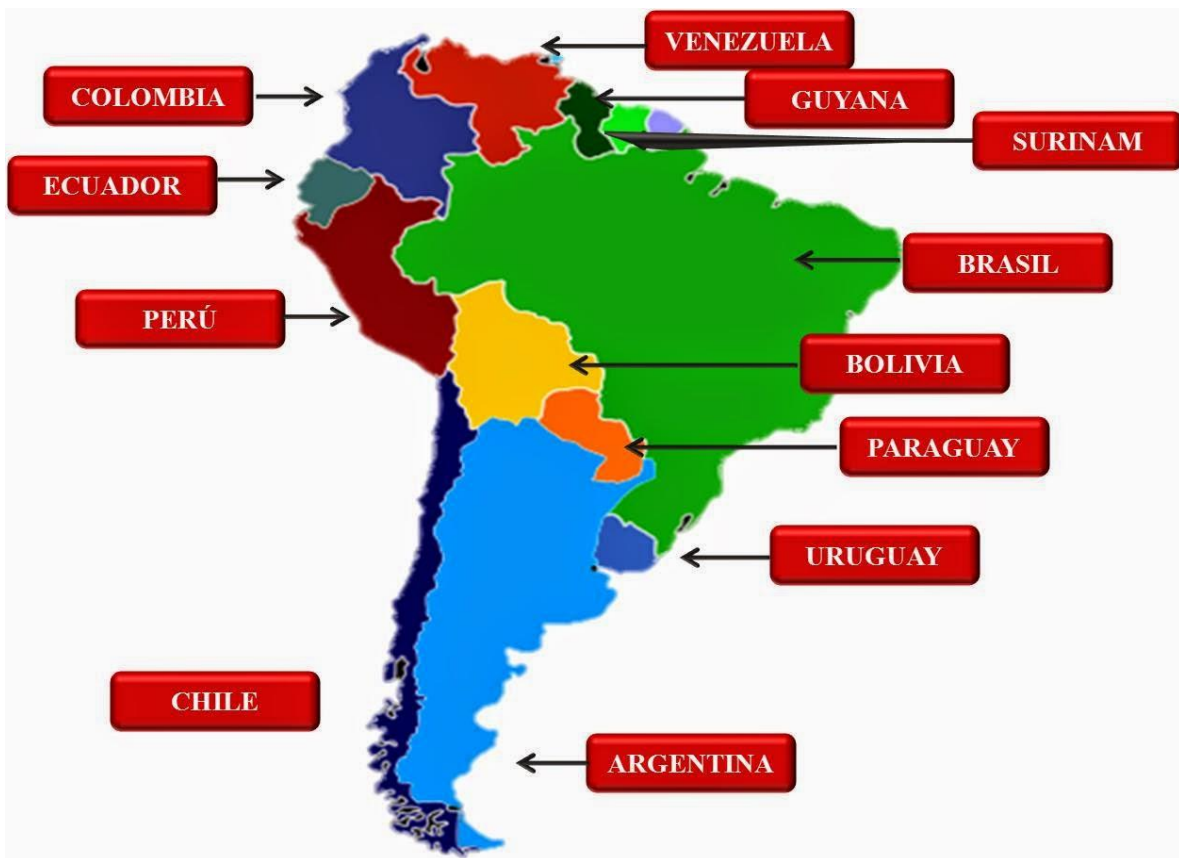 VENEZUELA
COLOMBIA
GUYANA
SURINAM
ECUADOR
BRASIL
PERÚ
BOLIVIA
PARAGUAY
URUGUAY
CHILE
ARGENTINA